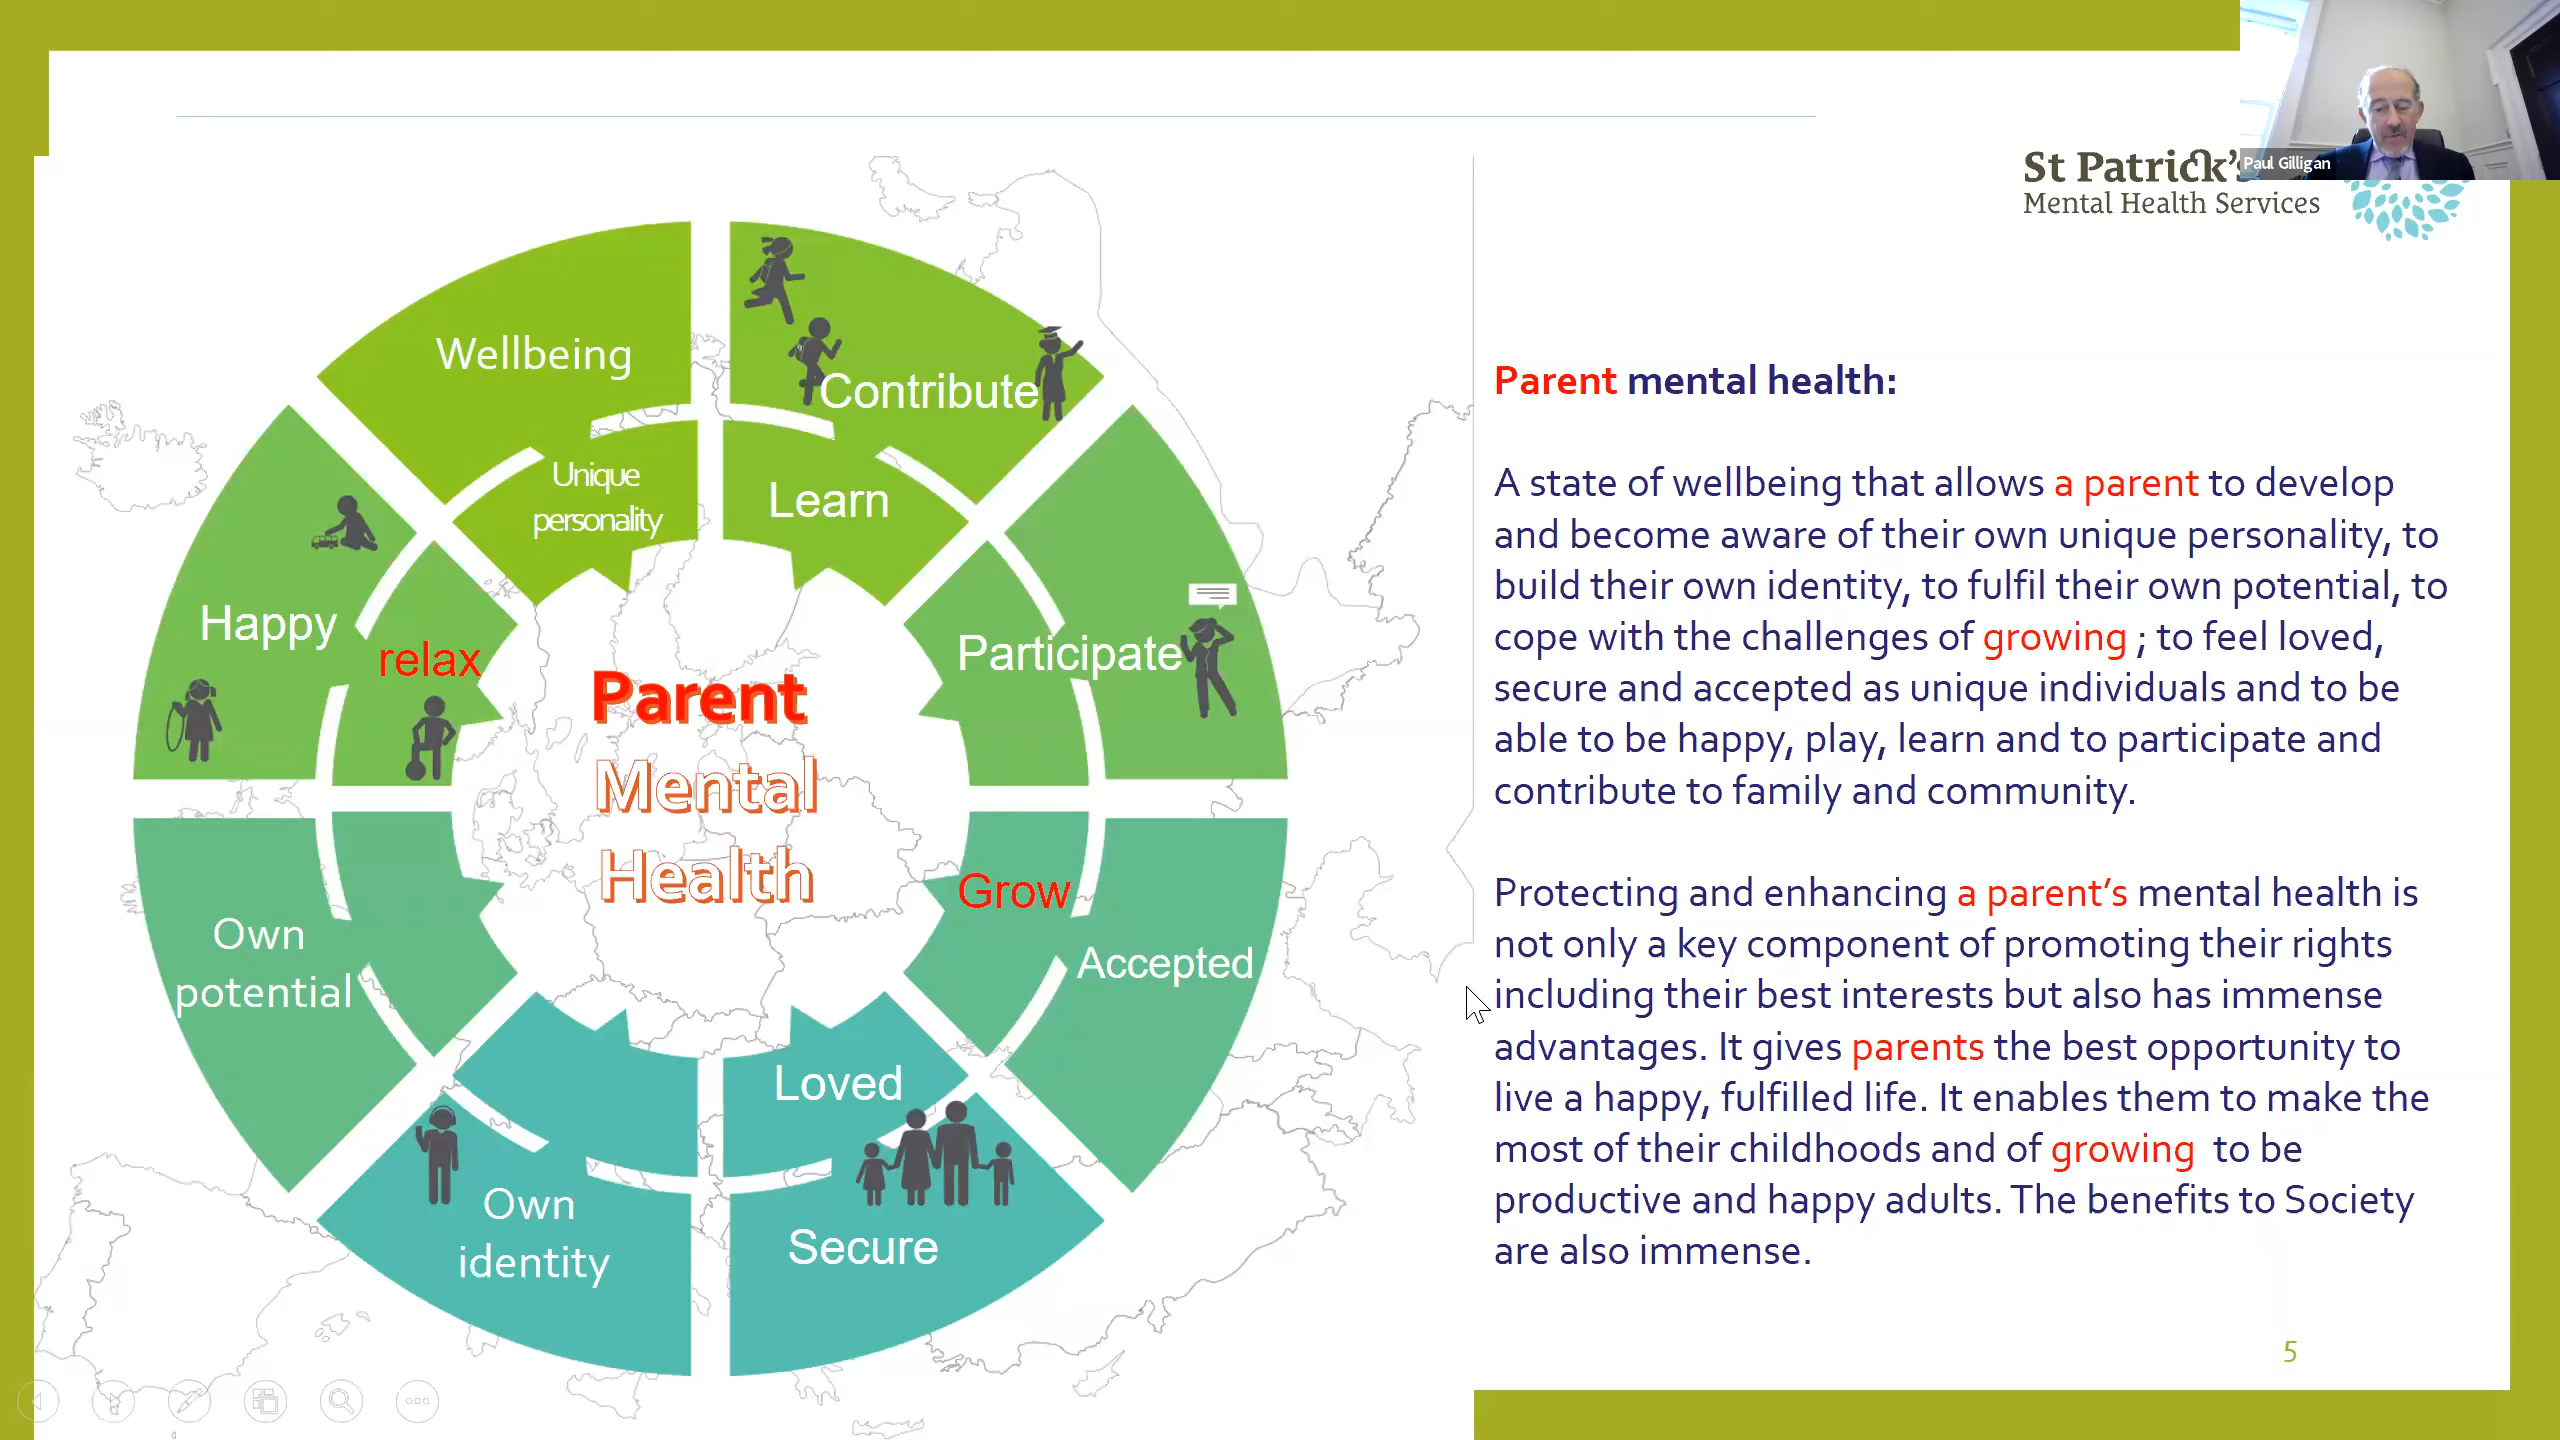 Paul Gilligan
St Patrick's
Mental Health Services
Wellbeing
Contribute
Unique
personality
Learn
Happy
relax
Participate
Parent
Mental
Health
Grow
Own
potential
Accepted
Loved
Own
identity
Secure
Parent mental health:
A state of wellbeing that allows a parent to develop
and become aware of their own unique personality, to
build their own identity, to fulfil their own potential, to
cope with the challenges of growing ; to feel loved,
secure and accepted as unique individuals and to be
able to be happy, play, learn and to participate and
contribute to family and community.
Protecting and enhancing a parent’s mental health is
not only a key component of promoting their rights
including their best interests but also has immense
advantages. It gives parents the best opportunity to
live a happy, fulfilled life. It enables them to make the
most of their childhoods and of growing to be
productive and happy adults. The benefits to Society
are also immense.
5